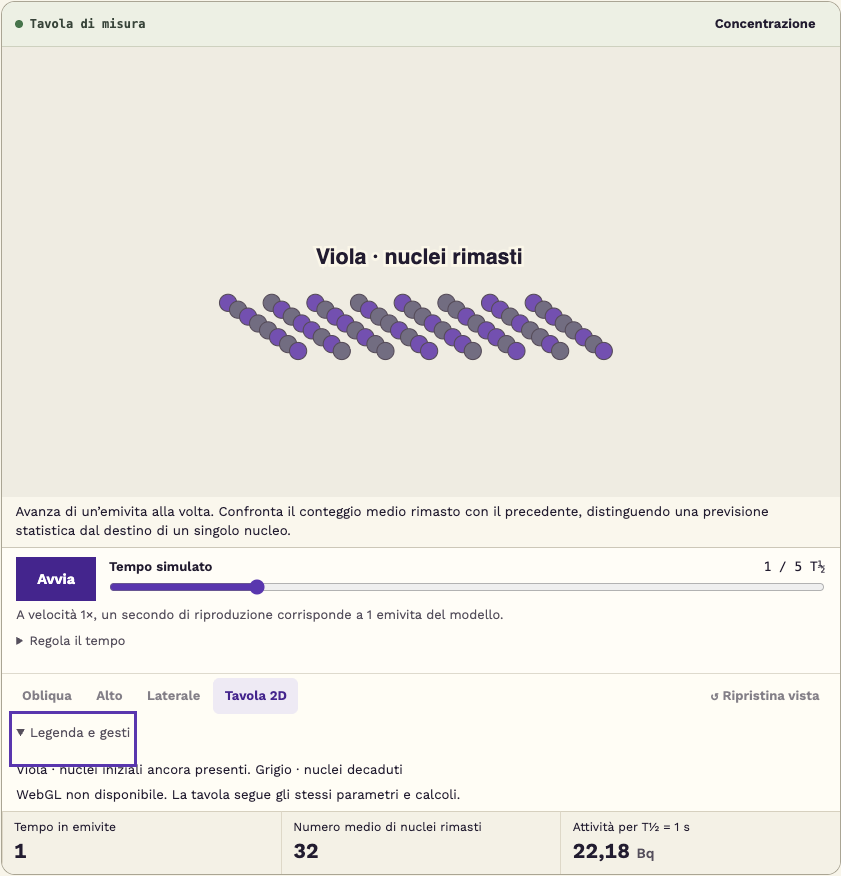 Tavola di misura
Concentrazione
Viola · nuclei rimasti
Avanza di un’emivita alla volta. Confronta il conteggio medio rimasto con il precedente, distinguendo una previsione
statistica dal destino di un singolo nucleo.
Avvia
Tempo simulato
1 / 5 T½
A velocità 1×, un secondo di riproduzione corrisponde a 1 emivita del modello.
Regola il tempo
Obliqua
Alto
Laterale
Tavola 2D
↺ Ripristina vista
Legenda e gesti
Viola · nuclei iniziali ancora presenti. Grigio · nuclei decaduti
WebGL non disponibile. La tavola segue gli stessi parametri e calcoli.
Tempo in emivite
1
Numero medio di nuclei rimasti
32
Attività per T½ = 1 s
22,18 Bq